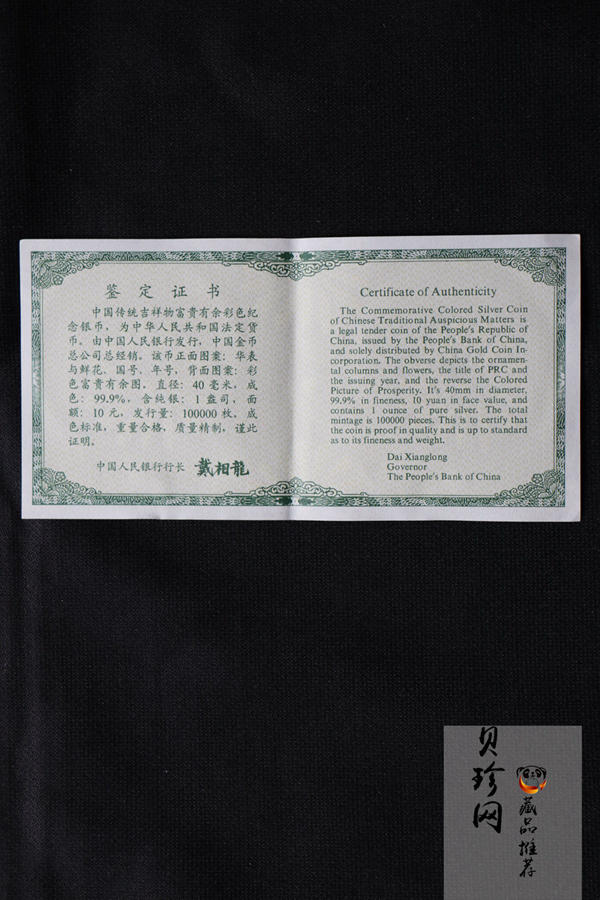 鉴定证书
中国传统吉祥物富贵有余彩色纪
念银币，为中华人民共和国法定货
币。由中国人民银行发行，中国金币
总公司总经销。该币正面图案：华表
与鲜花、国号、年号，背面图案：彩
色富贵有余图。直径：40毫米，成
色：99.9%，含纯银：1盎司，面
额：10元，发行量：100000枚。成
色标准，重量合格，质量精制，谨此
证明。
中国人民银行行长 戴相龍
Certificate of Authenticity
The Commemorative Colored Silver Coin
of Chinese Traditional Auspicious Matters is
a legal tender coin of the People's Republic of
China, issued by the People's Bank of China,
and solely distributed by China Gold Coin In-
corporation. The obverse depicts the ornamen-
tal columns and flowers, the title of PRC and
the issuing year, and the reverse the Colored
Picture of Prosperity. It's 40mm in diameter,
99.9% in fineness, 10 yuan in face value, and
contains 1 ounce of pure silver. The total
mintage is 100000 pieces. This is to certify that
the coin is proof in quality and is up to standard
as to its fineness and weight.
Dai Xianglong
Governor
The People's Bank of China
贝珍网
藏品推荐